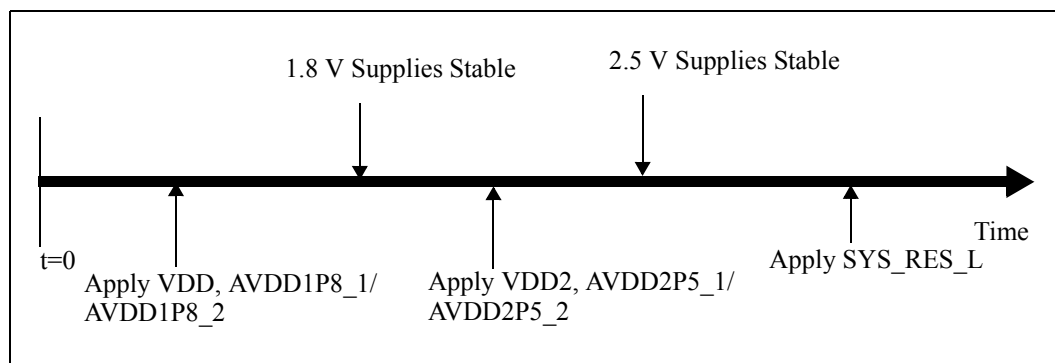 1.8 V Supplies Stable
2.5 V Supplies Stable
Time
t=0
Apply VDD, AVDD1P8_1/
AVDD1P8_2
Apply VDD2, AVDD2P5_1/
AVDD2P5_2
Apply SYS_RES_L